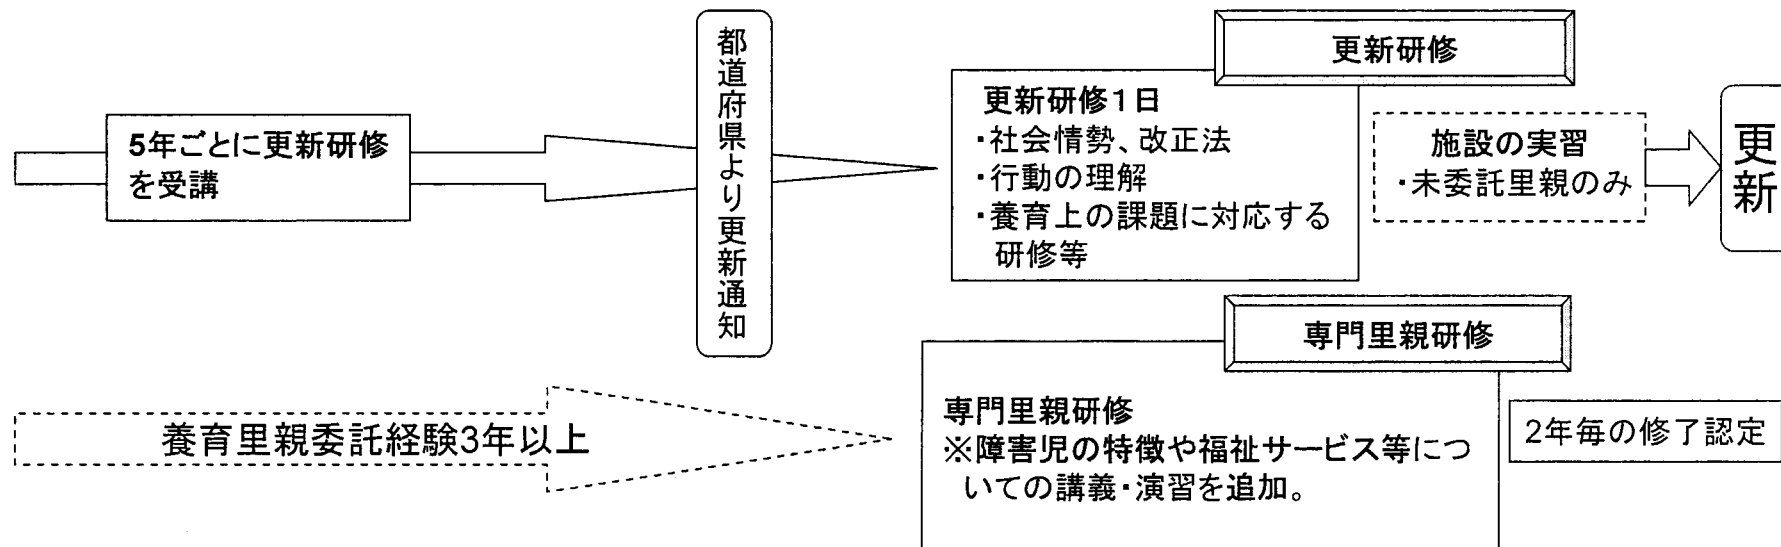 5年ごとに更新研修
を受講
都道府県より更新通知
更新研修
更新研修1日
・社会情勢、改正法
・行動の理解
・養育上の課題に対応する
研修等
施設の実習
・未委託里親のみ
更新
養育里親委託経験3年以上
専門里親研修
専門里親研修
※障害児の特徴や福祉サービス等につ
いての講義・演習を追加。
2年毎の修了認定